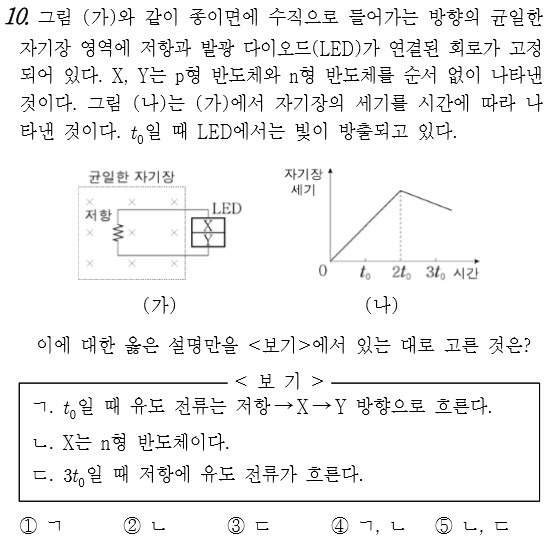 10. 그림 (가)와 같이 종이면에 수직으로 들어가는 방향의 균일한
자기장 영역에 저항과 발광 다이오드(LED)가 연결된 회로가 고정
되어 있다. X, Y는 p형 반도체와 n형 반도체를 순서 없이 나타낸
것이다. 그림 (나)는 (가)에서 자기장의 세기를 시간에 따라 나
타낸 것이다. t₀일 때 LED에서는 빛이 방출되고 있다.
균일한 자기장
저항
LED
X
Y
(가)
자기장
세기
0 t₀ 2t₀ 3t₀ 시간
(나)
이에 대한 옳은 설명만을 <보기>에서 있는 대로 고른 것은?
< 보 기 >
ㄱ. t₀일 때 유도 전류는 저항→X→Y 방향으로 흐른다.
ㄴ. X는 n형 반도체이다.
ㄷ. 3t₀일 때 저항에 유도 전류가 흐른다.
① ㄱ ② ㄴ ③ ㄷ ④ ㄱ, ㄴ ⑤ ㄴ, ㄷ